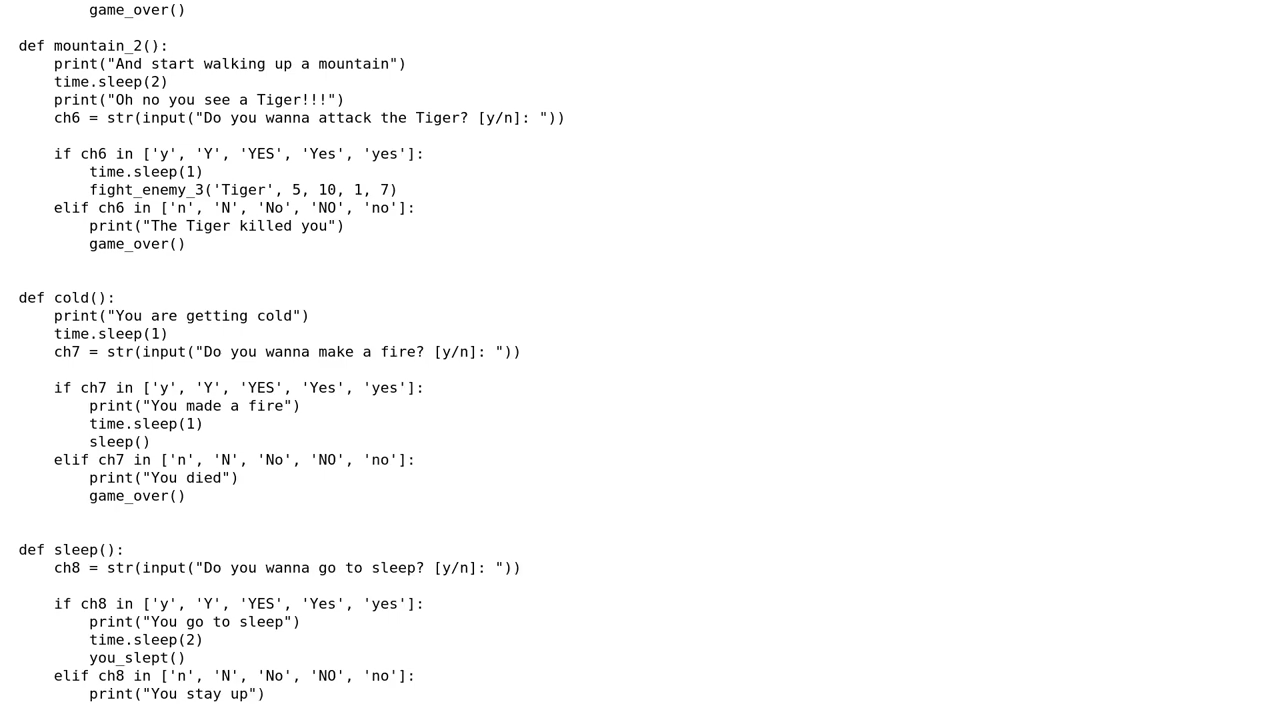 game_over()

def mountain_2():
    print("And start walking up a mountain")
    time.sleep(2)
    print("Oh no you see a Tiger!!!")
    ch6 = str(input("Do you wanna attack the Tiger? [y/n]: "))

    if ch6 in ['y', 'Y', 'YES', 'Yes', 'yes']:
        time.sleep(1)
        fight_enemy_3('Tiger', 5, 10, 1, 7)
    elif ch6 in ['n', 'N', 'No', 'NO', 'no']:
        print("The Tiger killed you")
        game_over()


def cold():
    print("You are getting cold")
    time.sleep(1)
    ch7 = str(input("Do you wanna make a fire? [y/n]: "))

    if ch7 in ['y', 'Y', 'YES', 'Yes', 'yes']:
        print("You made a fire")
        time.sleep(1)
        sleep()
    elif ch7 in ['n', 'N', 'No', 'NO', 'no']:
        print("You died")
        game_over()


def sleep():
    ch8 = str(input("Do you wanna go to sleep? [y/n]: "))

    if ch8 in ['y', 'Y', 'YES', 'Yes', 'yes']:
        print("You go to sleep")
        time.sleep(2)
        you_slept()
    elif ch8 in ['n', 'N', 'No', 'NO', 'no']:
        print("You stay up")